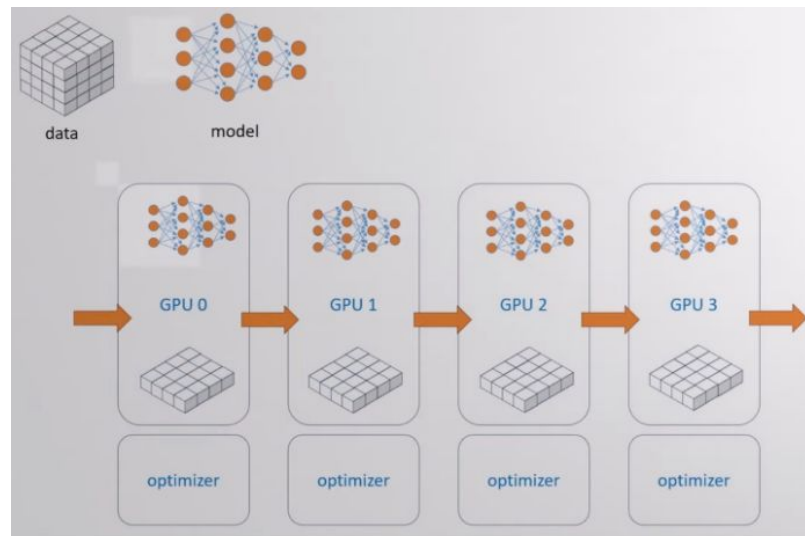 data
model
GPU 0
GPU 1
GPU 2
GPU 3
optimizer
optimizer
optimizer
optimizer